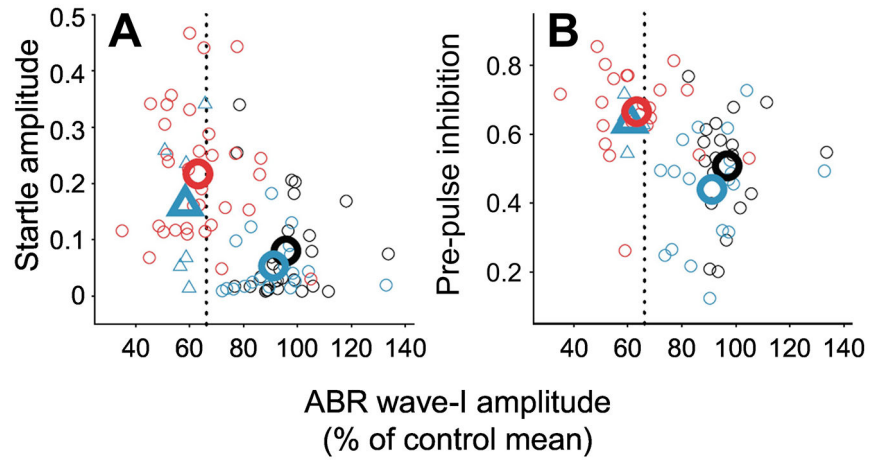 A
B
Startle amplitude
0.5
0.4
0.3
0.2
0.1
0
40 60 80 100 120 140
Pre-pulse inhibition
0.8
0.6
0.4
0.2
40 60 80 100 120 140
ABR wave-I amplitude
(% of control mean)